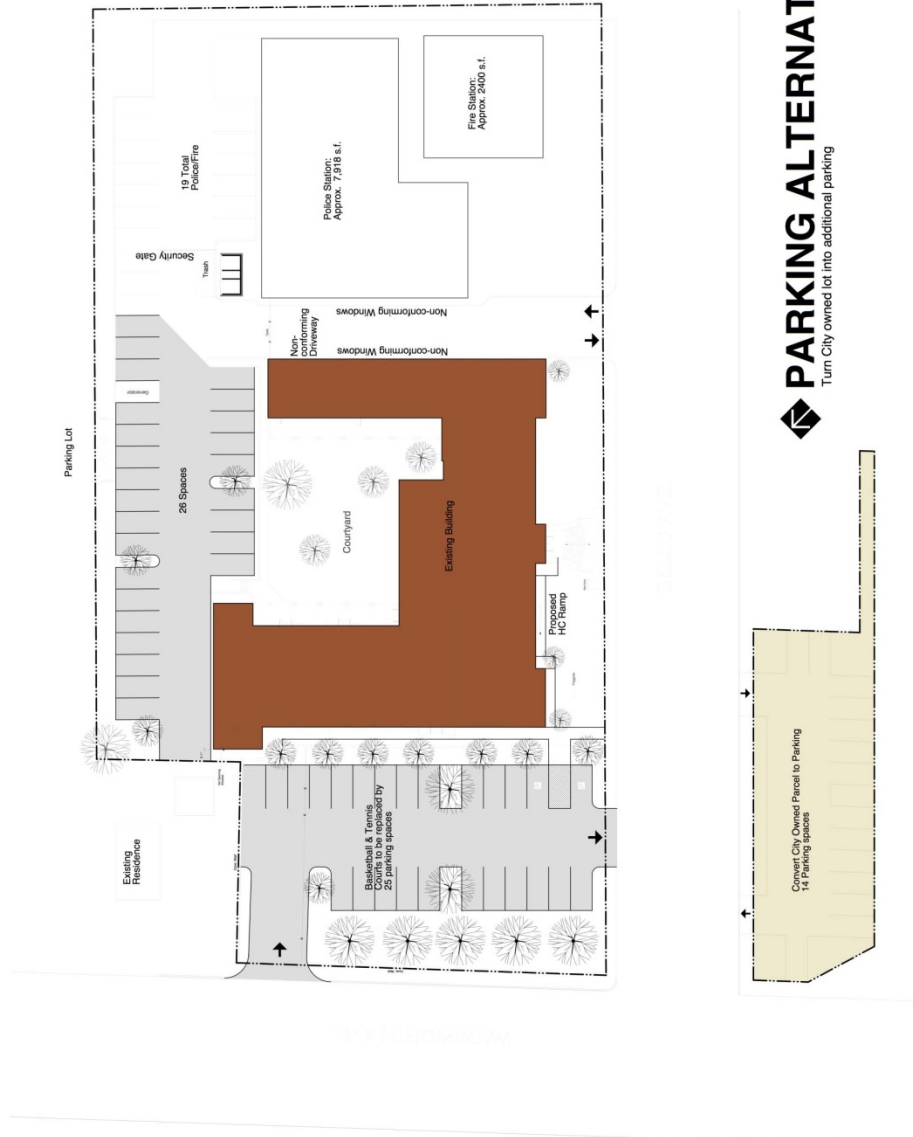 Parking Lot
19 Total
Police/Fire
Security Gate
Trash
Police Station:
Approx. 7,918 s.f.
Fire Station:
Approx. 2400 s.f.
Non-conforming Windows
Non-conforming Windows
Non-
conforming
Driveway
Generator
26 Spaces
Courtyard
Existing Building
Proposed
HC Ramp
Existing
Residence
Basketball & Tennis
Courts to be replaced by
25 parking spaces
PARKING ALTERNAT
Turn City owned lot into additional parking
Convert City Owned Parcel to Parking
14 Parking spaces